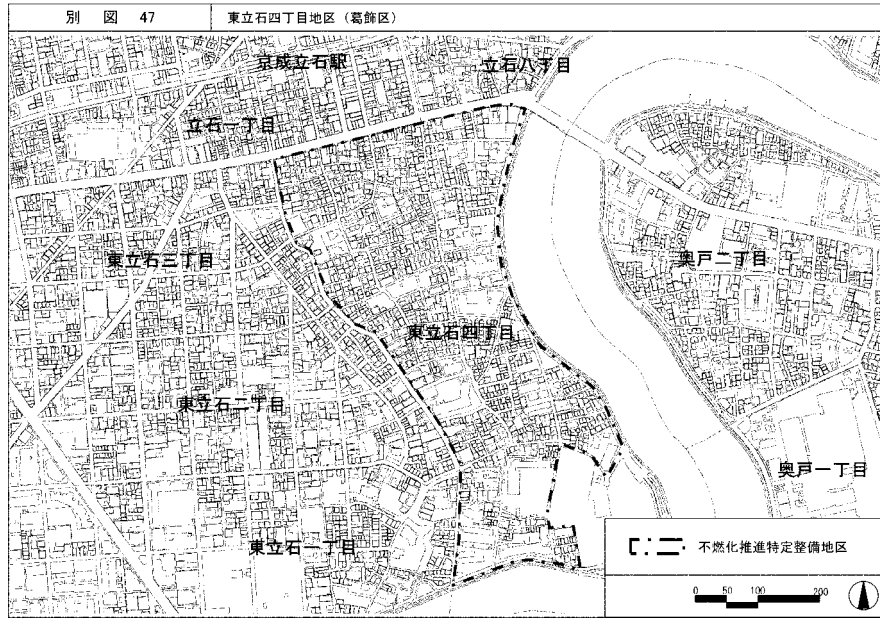 別 図 47
東立石四丁目地区（葛飾区）
京成立石駅
立石八丁目
立石一丁目
東立石三丁目
奥戸二丁目
東立石四丁目
東立石二丁目
奥戸一丁目
東立石一丁目
不燃化推進特定整備地区
0 50 100 200